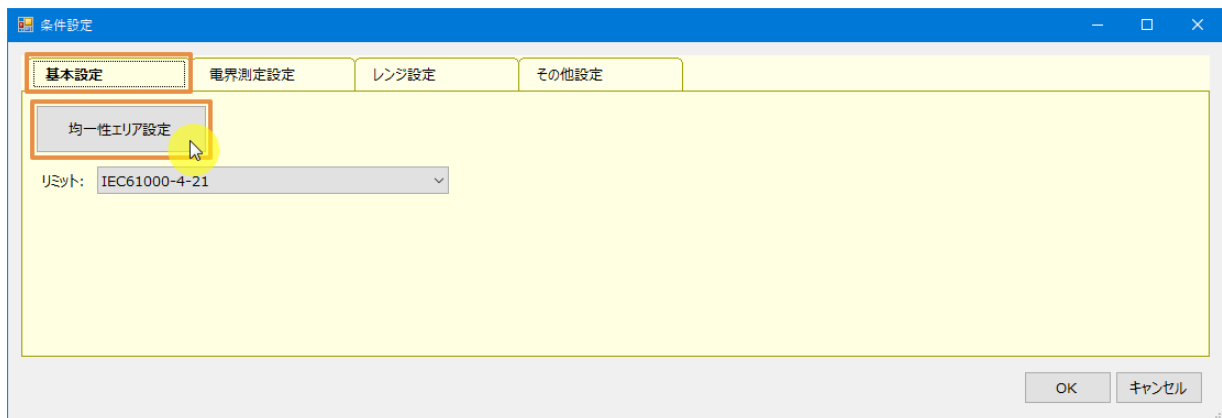 条件設定
基本設定 電界測定設定 レンジ設定 その他設定
均一性エリア設定
リミット: IEC61000-4-21
OK キャンセル